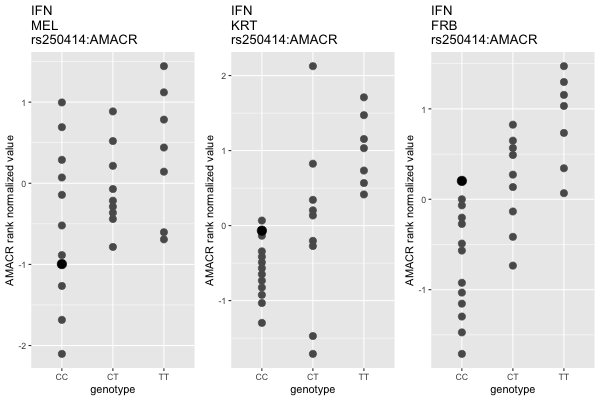 IFN
MEL
rs250414:AMACR
AMACR rank normalized value
1
0
-1
-2
CC
CT
TT
genotype
IFN
KRT
rs250414:AMACR
AMACR rank normalized value
2
1
0
-1
CC
CT
TT
genotype
IFN
FRB
rs250414:AMACR
AMACR rank normalized value
1
0
-1
CC
CT
TT
genotype